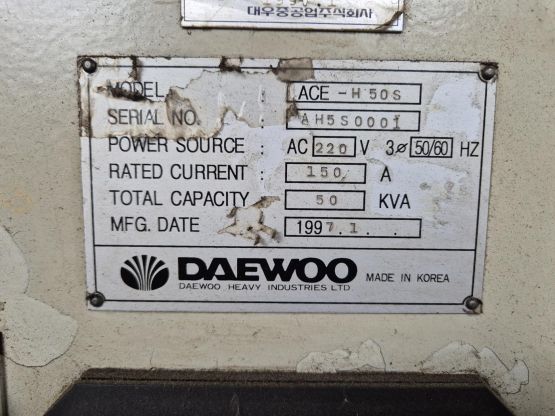 대우중공업주식회사
MODEL : ACE-H50S
SERIAL NO. : AH5S0001
POWER SOURCE : AC 220 V 3ø 50/60 HZ
RATED CURRENT : 150 A
TOTAL CAPACITY : 50 KVA
MFG. DATE : 1997.1. .
DAEWOO MADE IN KOREA
DAEWOO HEAVY INDUSTRIES LTD.